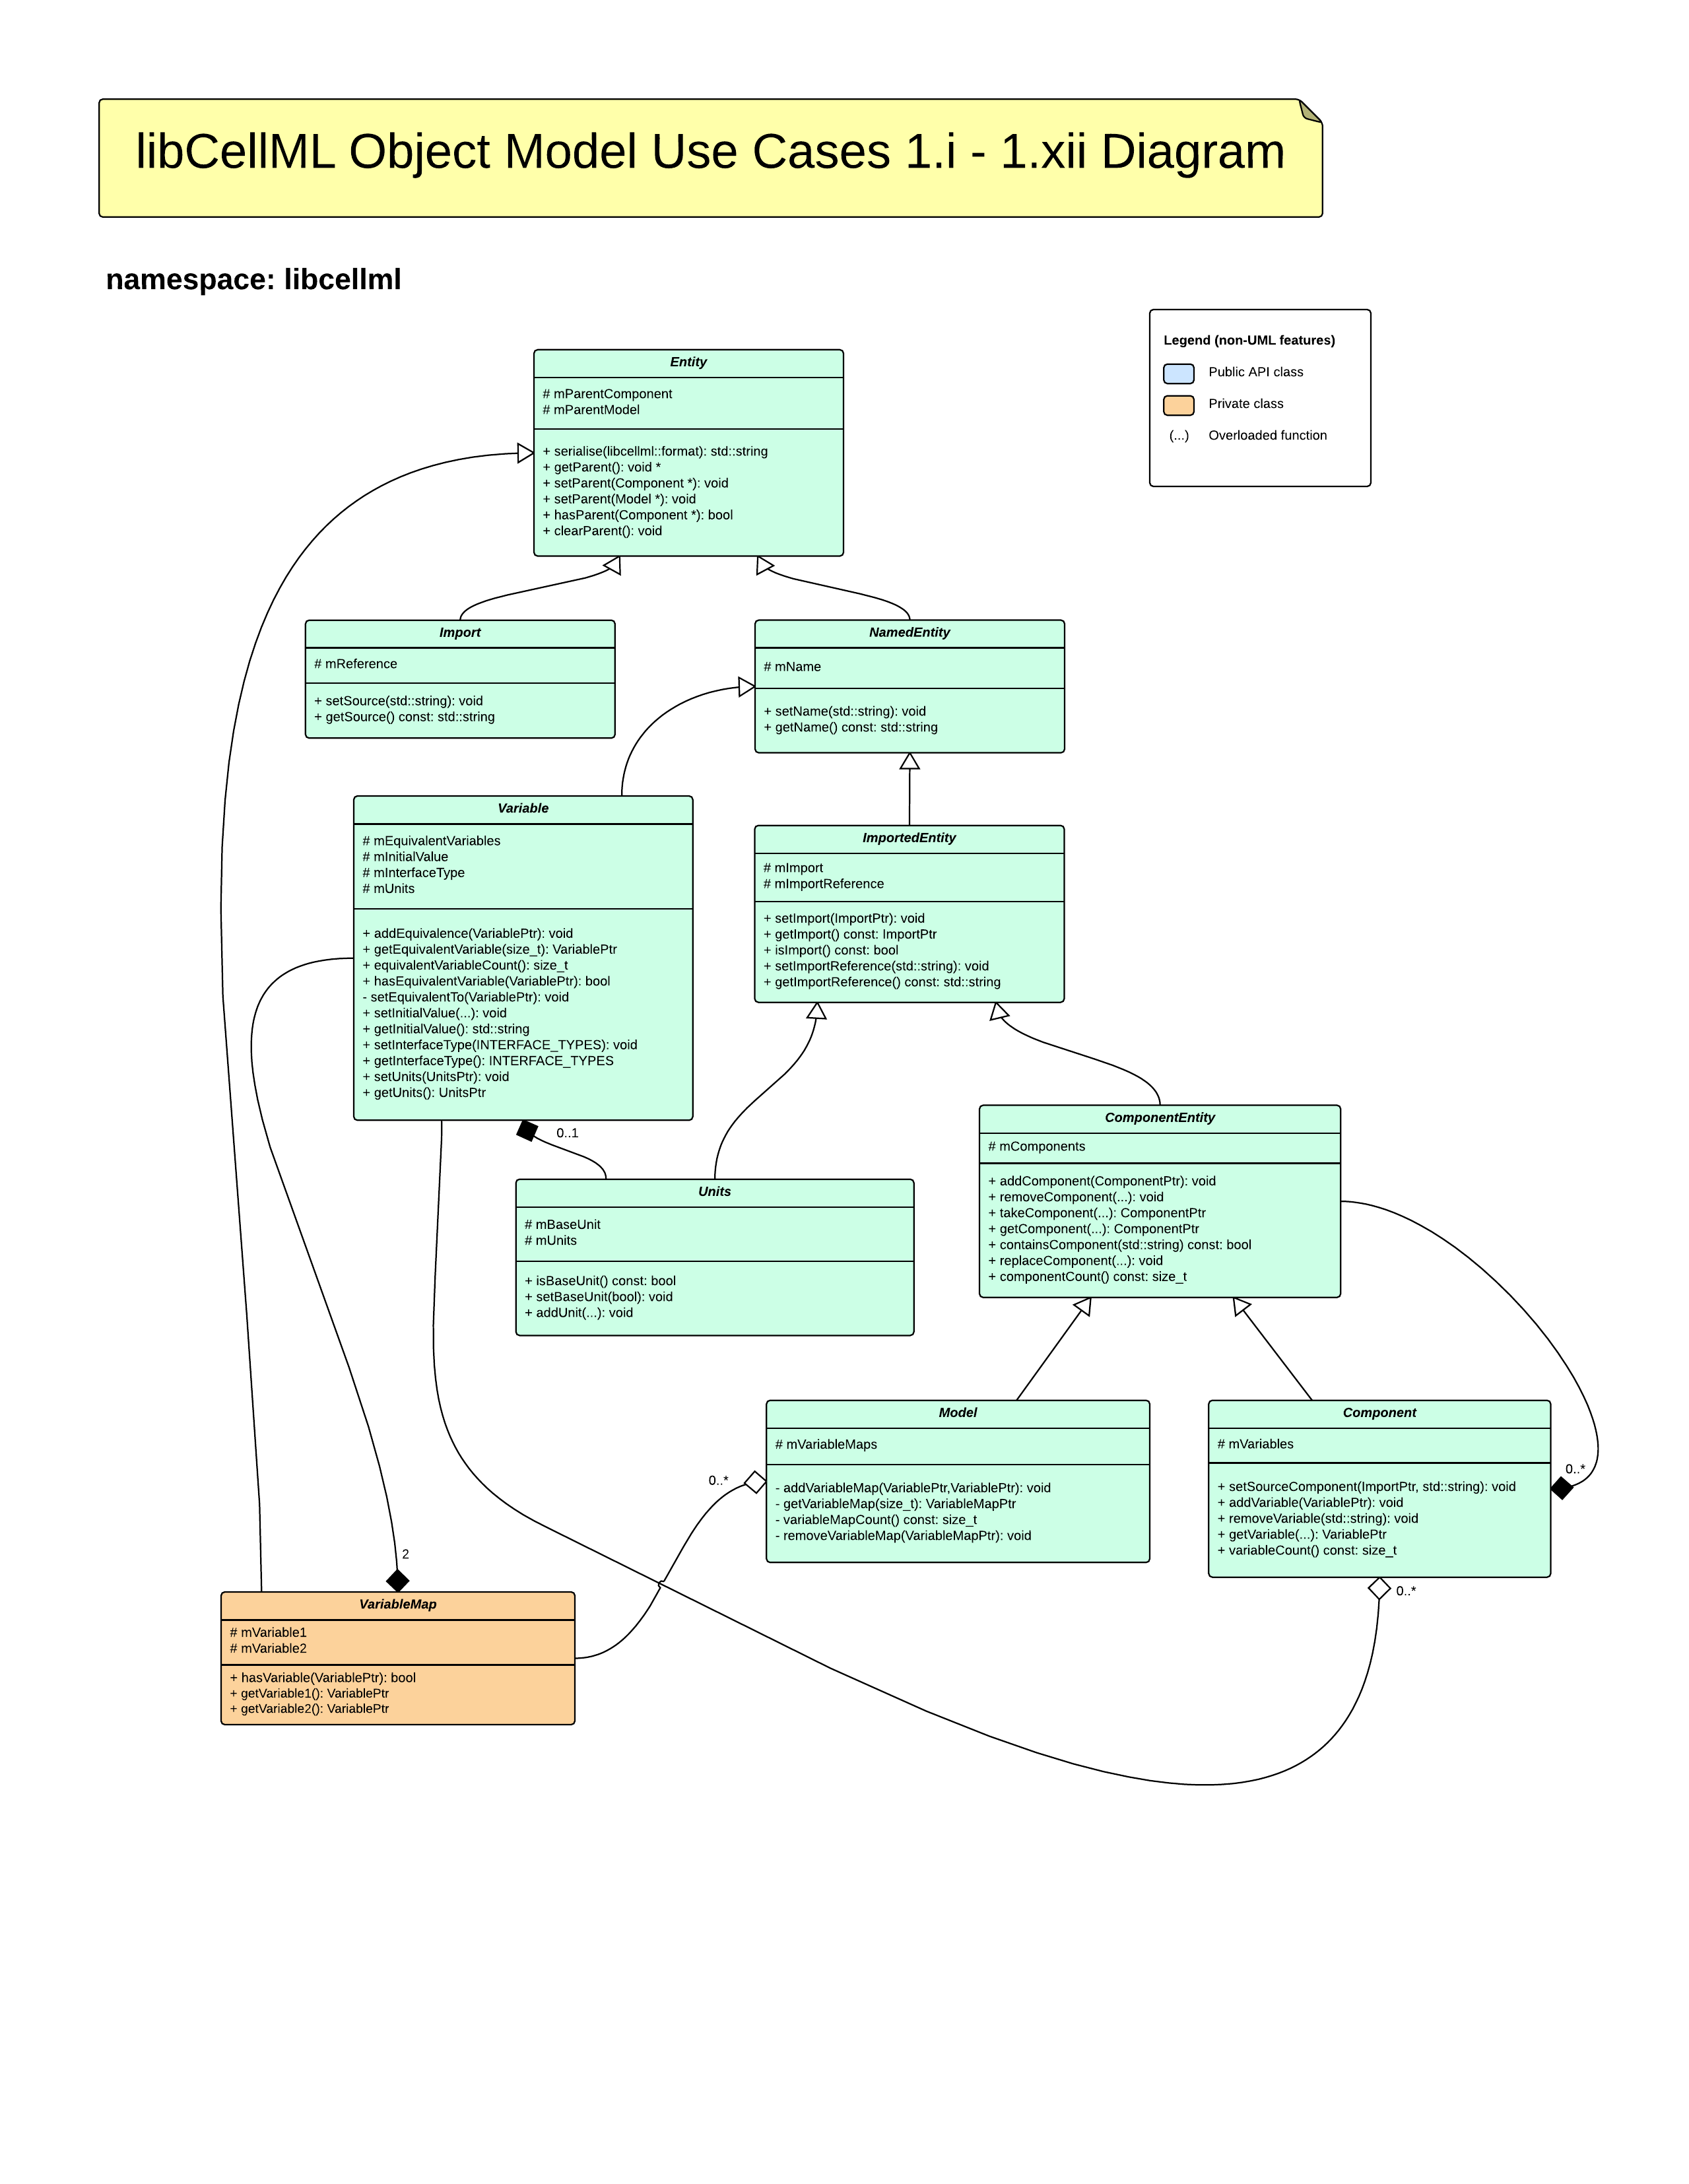 libCellML Object Model Use Cases 1.i - 1.xii Diagram
namespace: libcellml
Legend (non-UML features)
Public API class
Private class
(...) Overloaded function
Entity
# mParentComponent
# mParentModel
+ serialise(libcellml::format): std::string
+ getParent(): void *
+ setParent(Component *): void
+ setParent(Model *): void
+ hasParent(Component *): bool
+ clearParent(): void
Import
# mReference
+ setSource(std::string): void
+ getSource() const: std::string
NamedEntity
# mName
+ setName(std::string): void
+ getName() const: std::string
Variable
# mEquivalentVariables
# mInitialValue
# mInterfaceType
# mUnits
+ addEquivalence(VariablePtr): void
+ getEquivalentVariable(size_t): VariablePtr
+ equivalentVariableCount(): size_t
+ hasEquivalentVariable(VariablePtr): bool
- setEquivalentTo(VariablePtr): void
+ setInitialValue(...): void
+ getInitialValue(): std::string
+ setInterfaceType(INTERFACE_TYPES): void
+ getInterfaceType(): INTERFACE_TYPES
+ setUnits(UnitsPtr): void
+ getUnits(): UnitsPtr
0..1
ImportedEntity
# mImport
# mImportReference
+ setImport(ImportPtr): void
+ getImport() const: ImportPtr
+ isImport() const: bool
+ setImportReference(std::string): void
+ getImportReference() const: std::string
Units
# mBaseUnit
# mUnits
+ isBaseUnit() const: bool
+ setBaseUnit(bool): void
+ addUnit(...): void
ComponentEntity
# mComponents
+ addComponent(ComponentPtr): void
+ removeComponent(...): void
+ takeComponent(...): ComponentPtr
+ getComponent(...): ComponentPtr
+ containsComponent(std::string) const: bool
+ replaceComponent(...): void
+ componentCount() const: size_t
Model
# mVariableMaps
- addVariableMap(VariablePtr,VariablePtr): void
- getVariableMap(size_t): VariableMapPtr
- variableMapCount() const: size_t
- removeVariableMap(VariableMapPtr): void
0..*
Component
# mVariables
+ setSourceComponent(ImportPtr, std::string): void
+ addVariable(VariablePtr): void
+ removeVariable(std::string): void
+ getVariable(...): VariablePtr
+ variableCount() const: size_t
0..*
0..*
2
VariableMap
# mVariable1
# mVariable2
+ hasVariable(VariablePtr): bool
+ getVariable1(): VariablePtr
+ getVariable2(): VariablePtr